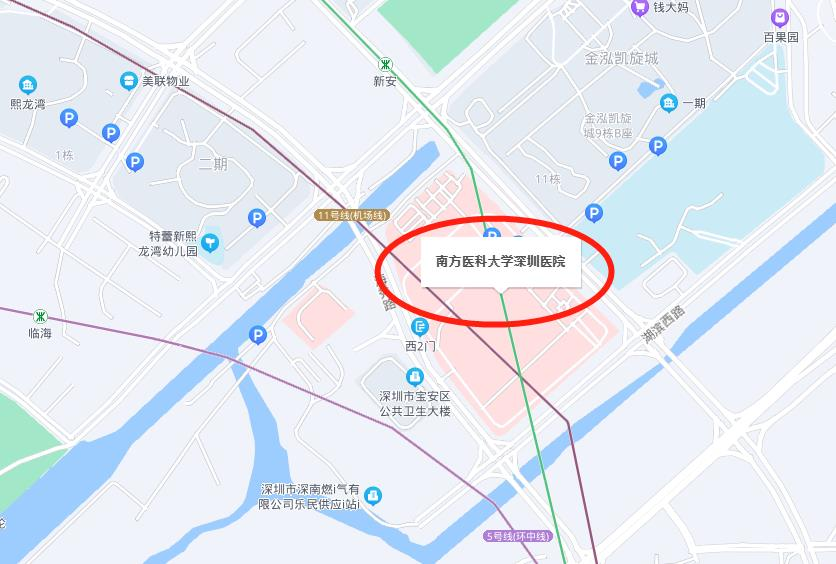 钱大妈
百果园
金泓凯旋城
新安
美联物业
熙龙湾
一期
金泓凯旋
城9栋B座
1栋
二期
11栋
11号线(机场线)
特蕾新熙
龙湾幼儿园
南方医科大学深圳医院
湖滨西路
临海
西2门
深圳市宝安区
公共卫生大楼
深圳市深南燃i气有
限公司乐民供应i站i
5号线(环中线)